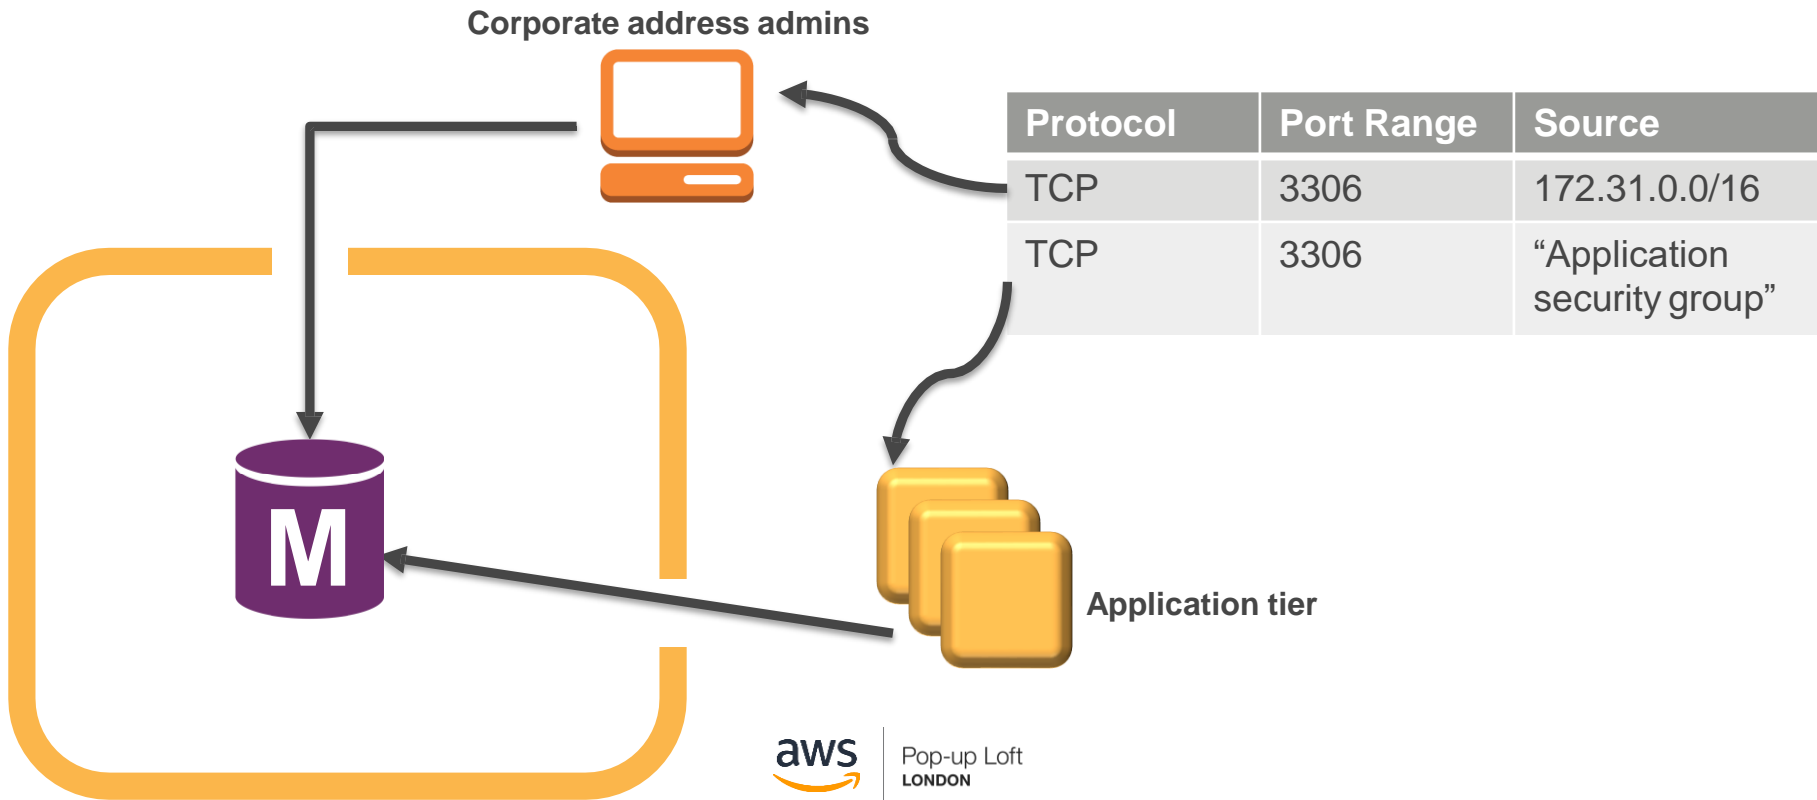 Corporate address admins
Protocol Port Range Source
TCP 3306 172.31.0.0/16
TCP 3306 “Application
security group”
M
Application tier
aws
Pop-up Loft
LONDON